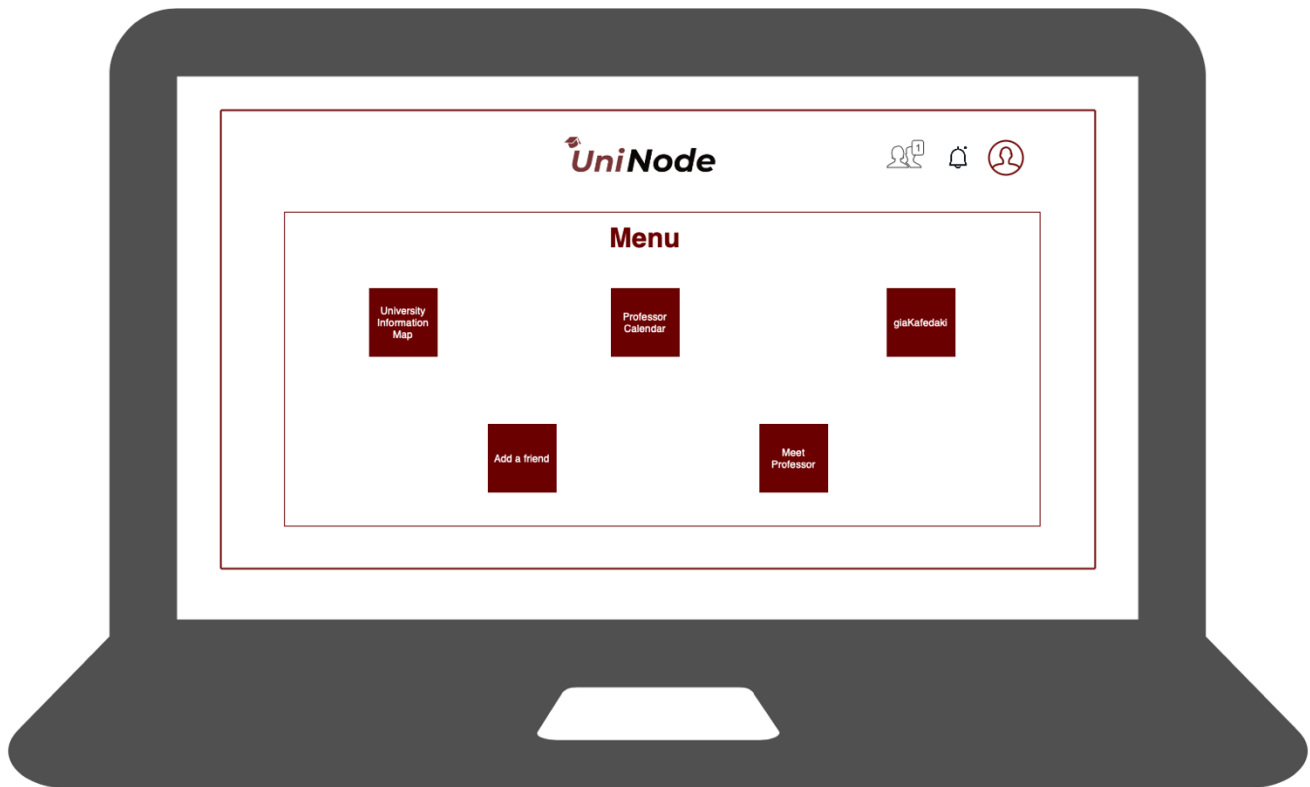 UniNode
1
Menu
University
Information
Map
Professor
Calendar
giaKafedaki
Add a friend
Meet
Professor